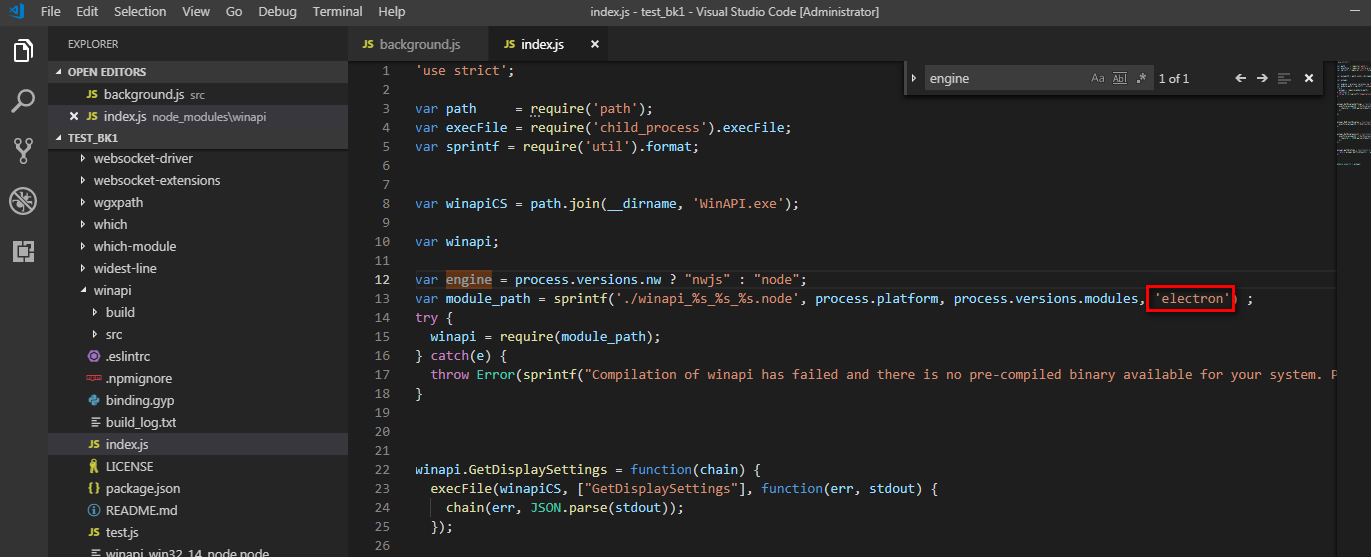 File Edit Selection View Go Debug Terminal Help index.js - test_bk1 - Visual Studio Code [Administrator]
EXPLORER
OPEN EDITORS
JS background.js src
× JS index.js node_modules\winapi
TEST_BK1
websocket-driver
websocket-extensions
wgxpath
which
which-module
widest-line
winapi
build
src
.eslintrc
.npmignore
binding.gyp
build_log.txt
JS index.js
LICENSE
{} package.json
README.md
JS test.js
winapi_win32_14_node.node
JS background.js JS index.js ×
engine Aa Abl .* 1 of 1
1 'use strict';
2
3 var path     = require('path');
4 var execFile = require('child_process').execFile;
5 var sprintf = require('util').format;
6
7
8 var winapiCS = path.join(__dirname, 'WinAPI.exe');
9
10 var winapi;
11
12 var engine = process.versions.nw ? "nwjs" : "node";
13 var module_path = sprintf('./winapi_%s_%s_%s.node', process.platform, process.versions.modules, 'electron') ;
14 try {
15 winapi = require(module_path);
16 } catch(e) {
17 throw Error(sprintf("Compilation of winapi has failed and there is no pre-compiled binary available for your system. P
18 }
19
20
21
22 winapi.GetDisplaySettings = function(chain) {
23 execFile(winapiCS, ["GetDisplaySettings"], function(err, stdout) {
24 chain(err, JSON.parse(stdout));
25 });
26